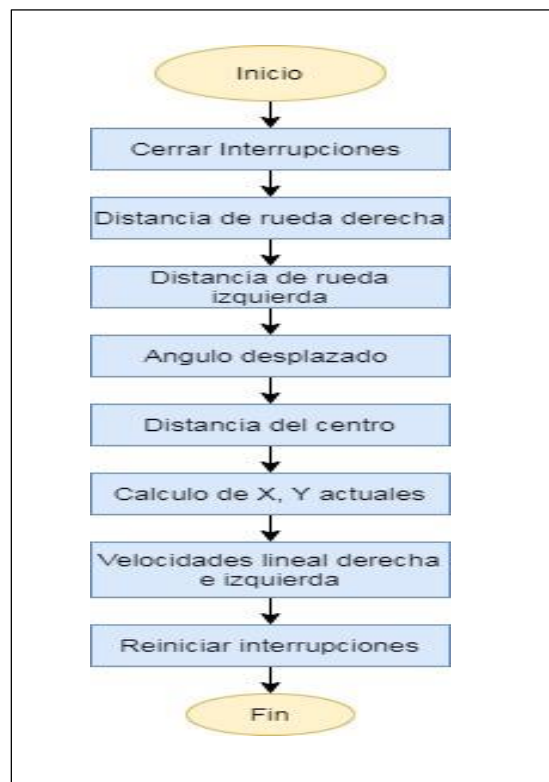 Inicio
Cerrar Interrupciones
Distancia de rueda derecha
Distancia de rueda
izquierda
Angulo desplazado
Distancia del centro
Calculo de X, Y actuales
Velocidades lineal derecha
e izquierda
Reiniciar interrupciones
Fin